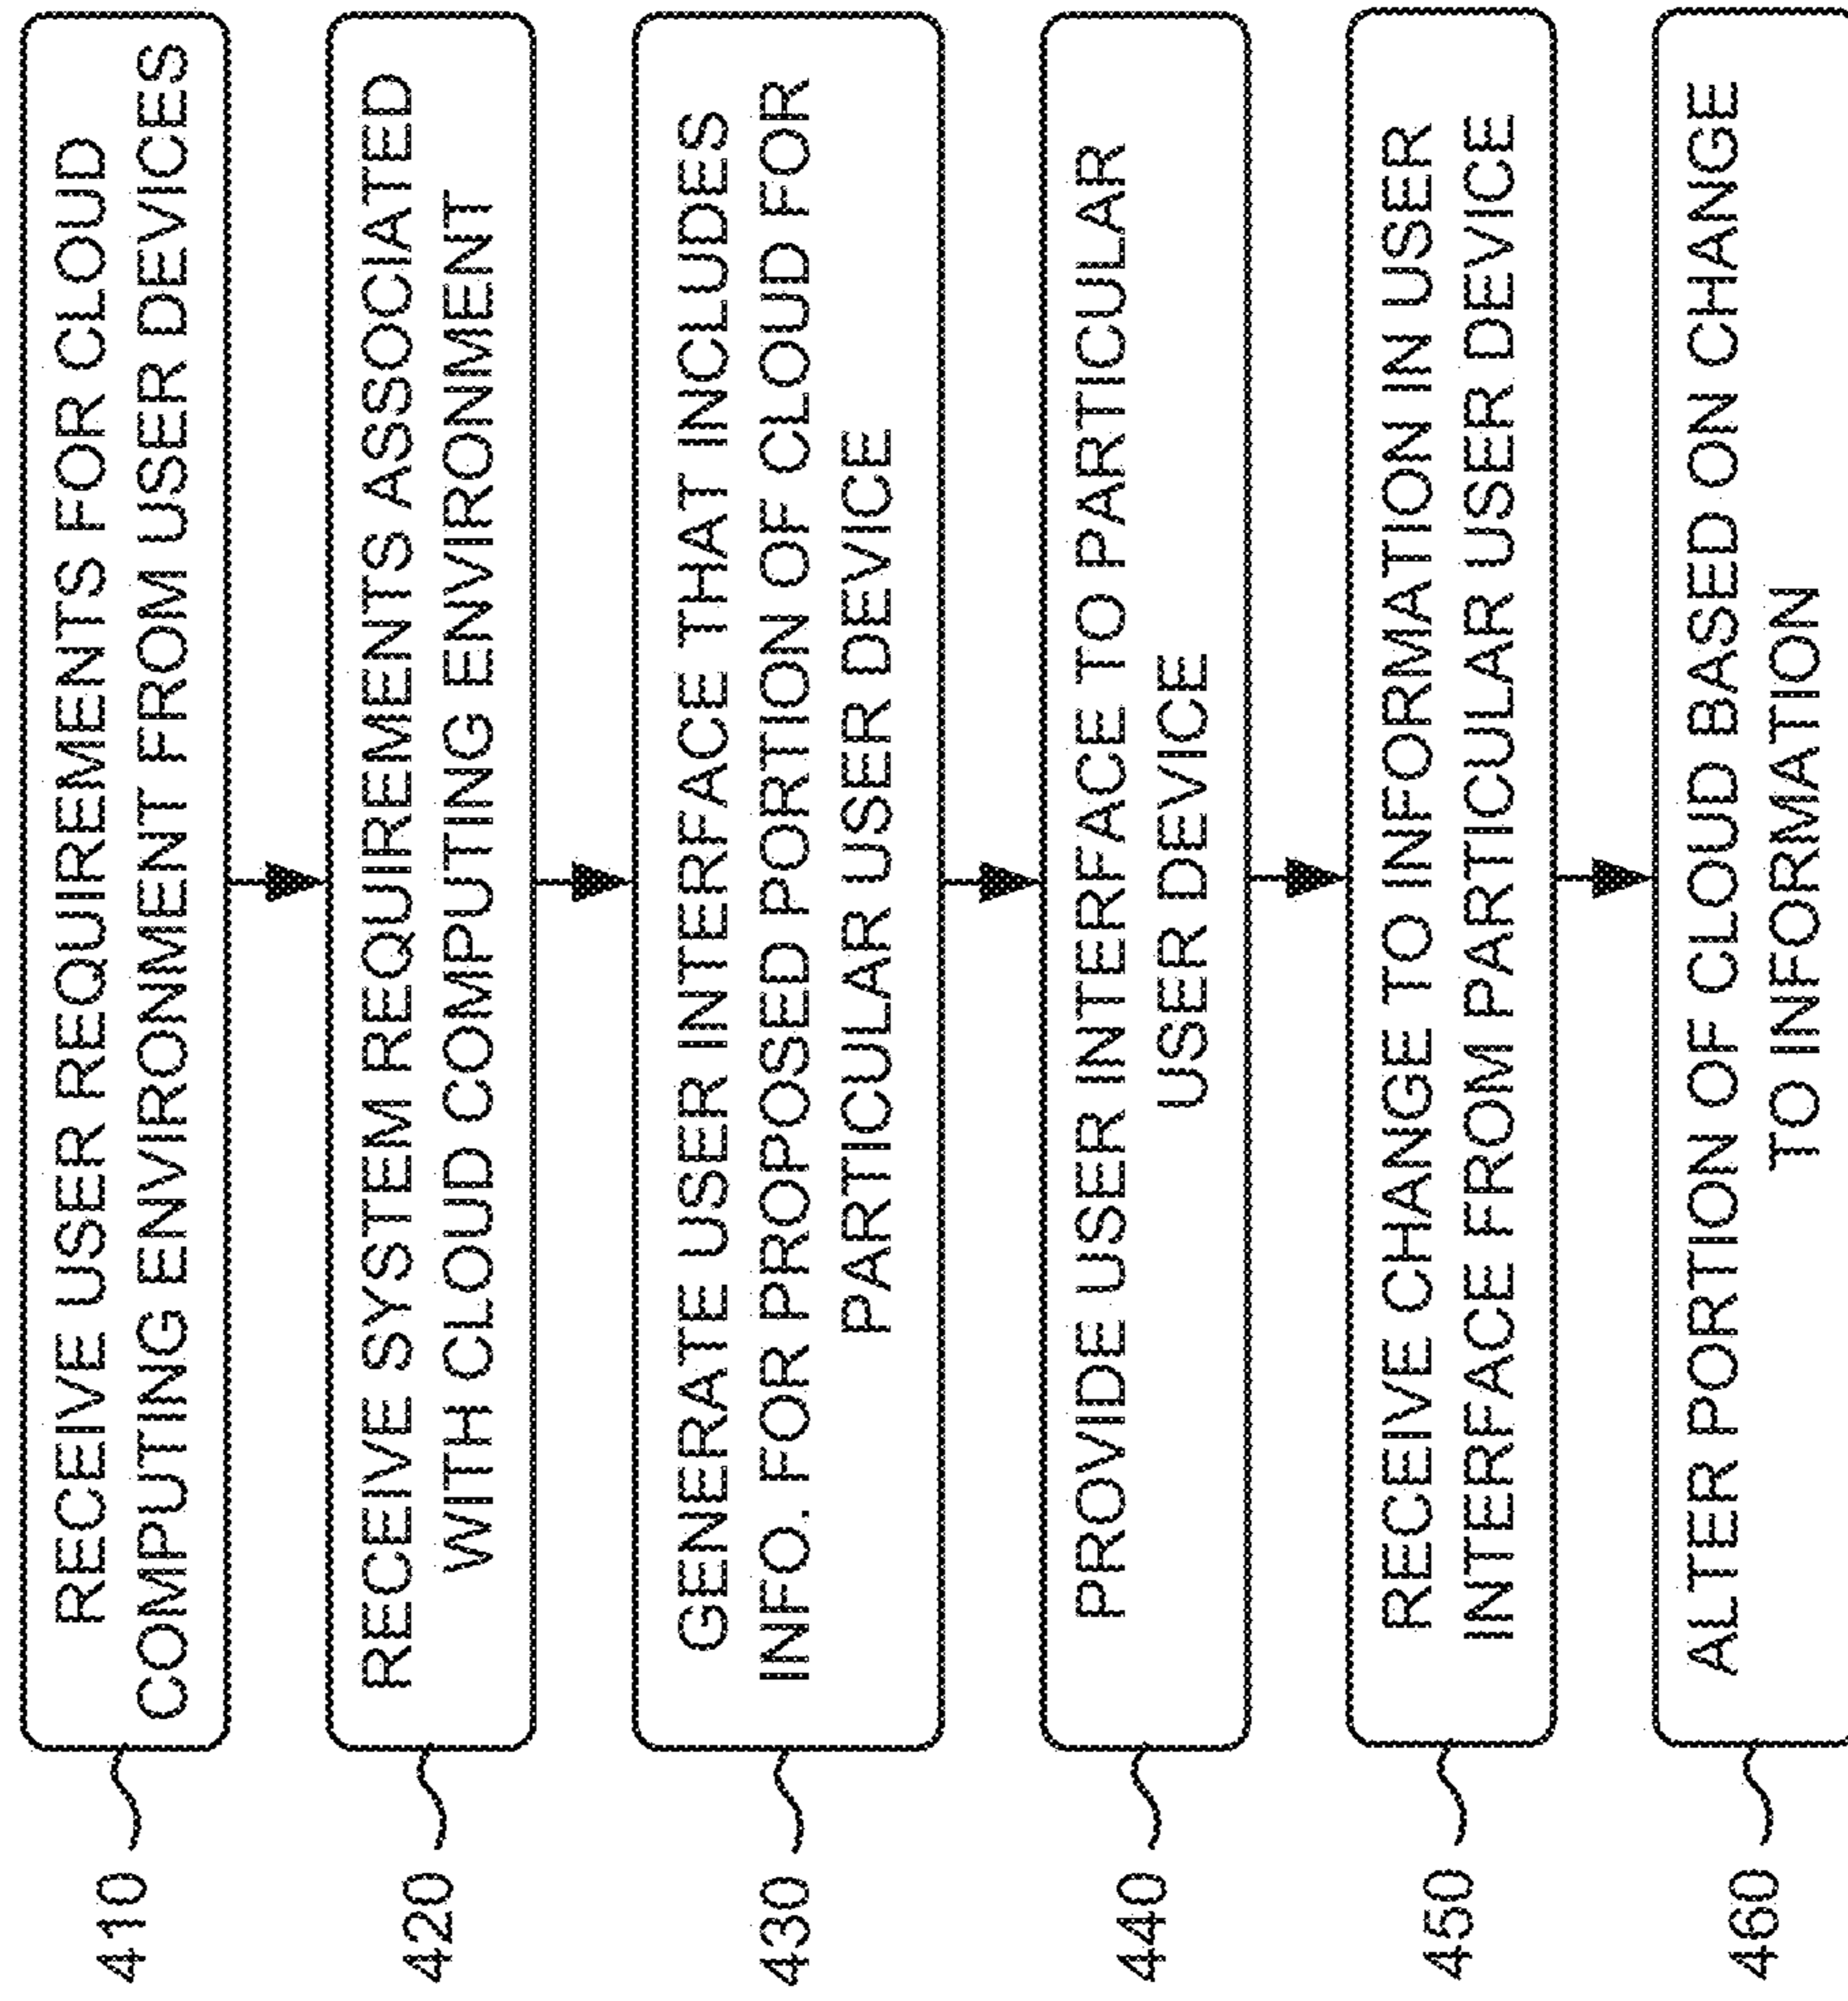 410
RECEIVE USER REQUIREMENTS FOR CLOUD
COMPUTING ENVIRONMENT FROM USER DEVICES
420
RECEIVE SYSTEM REQUIREMENTS ASSOCIATED
WITH CLOUD COMPUTING ENVIRONMENT
430
GENERATE USER INTERFACE THAT INCLUDES
INFO. FOR PROPOSED PORTION OF CLOUD FOR
PARTICULAR USER DEVICE
440
PROVIDE USER INTERFACE TO PARTICULAR
USER DEVICE
450
RECEIVE CHANGE TO INFORMATION IN USER
INTERFACE FROM PARTICULAR USER DEVICE
460
ALTER PORTION OF CLOUD BASED ON CHANGE
TO INFORMATION